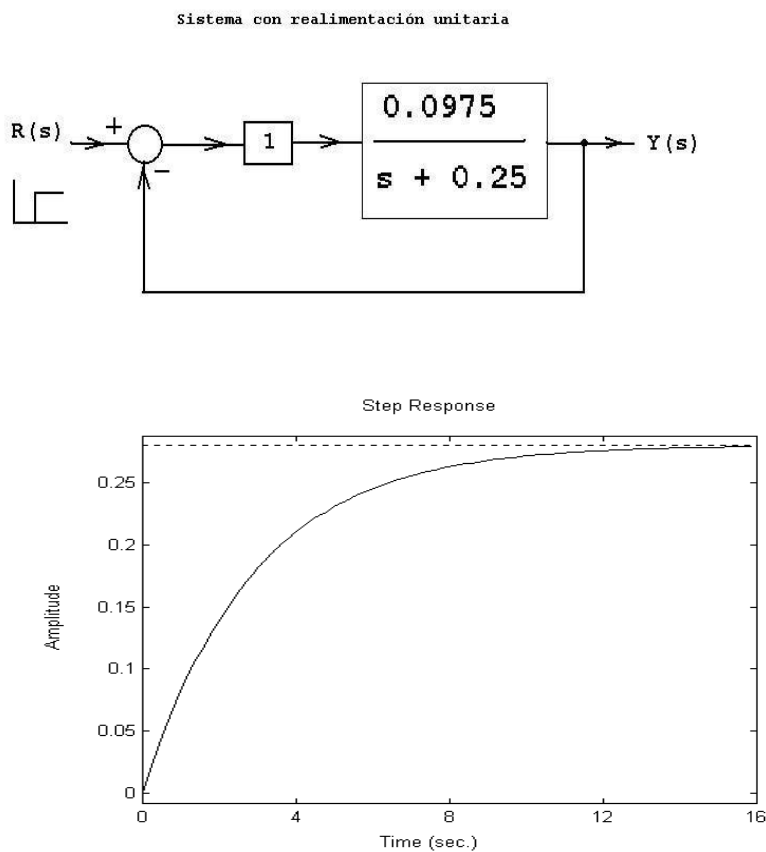 Sistema con realimentación unitaria
R(s)
+
-
1
0.0975
s + 0.25
Y(s)
Step Response
Amplitude
0.25
0.2
0.15
0.1
0.05
0
0 4 8 12 16
Time (sec.)